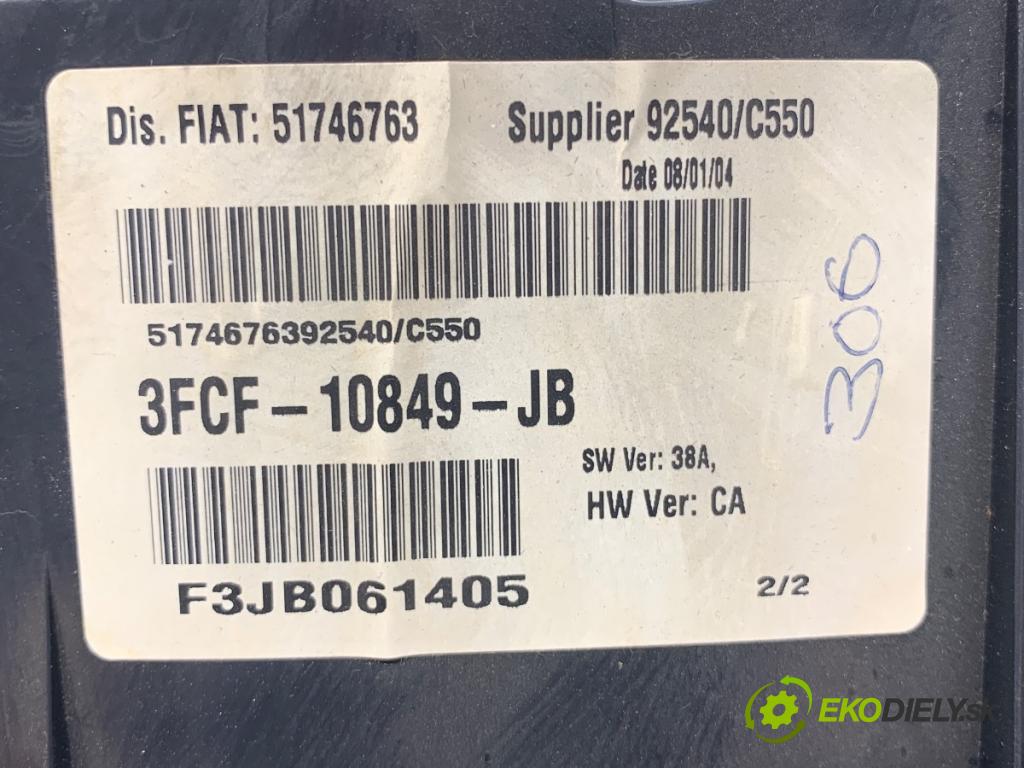 Dis. FIAT: 51746763 Supplier 92540/C550
Date 08/01/04
5174676392540/C550
3FCF-10849-JB
SW Ver: 38A,
HW Ver: CA
F3JB061405
2/2
306
EKODIELY.sk